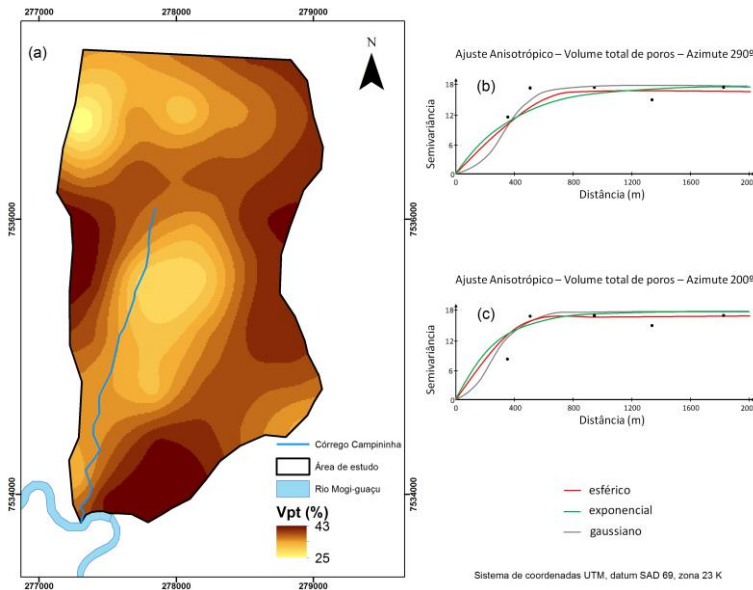 277000 278000 279000
(a)
N
7536000
7536000
7534000
7534000
Córrego Campininha
Área de estudo
Rio Mogi-guaçu
Vpt (%)
43
25
277000 278000 279000
Ajuste Anisotrópico – Volume total de poros – Azimute 290º
(b)
Semivariância
18
12
6
0
0 400 800 1200 1600 200
Distância (m)
Ajuste Anisotrópico – Volume total de poros – Azimute 200º
(c)
Semivariância
18
12
6
0
0 400 800 1200 1600 200
Distância (m)
esférico
exponencial
gaussiano
Sistema de coordenadas UTM, datum SAD 69, zona 23 K